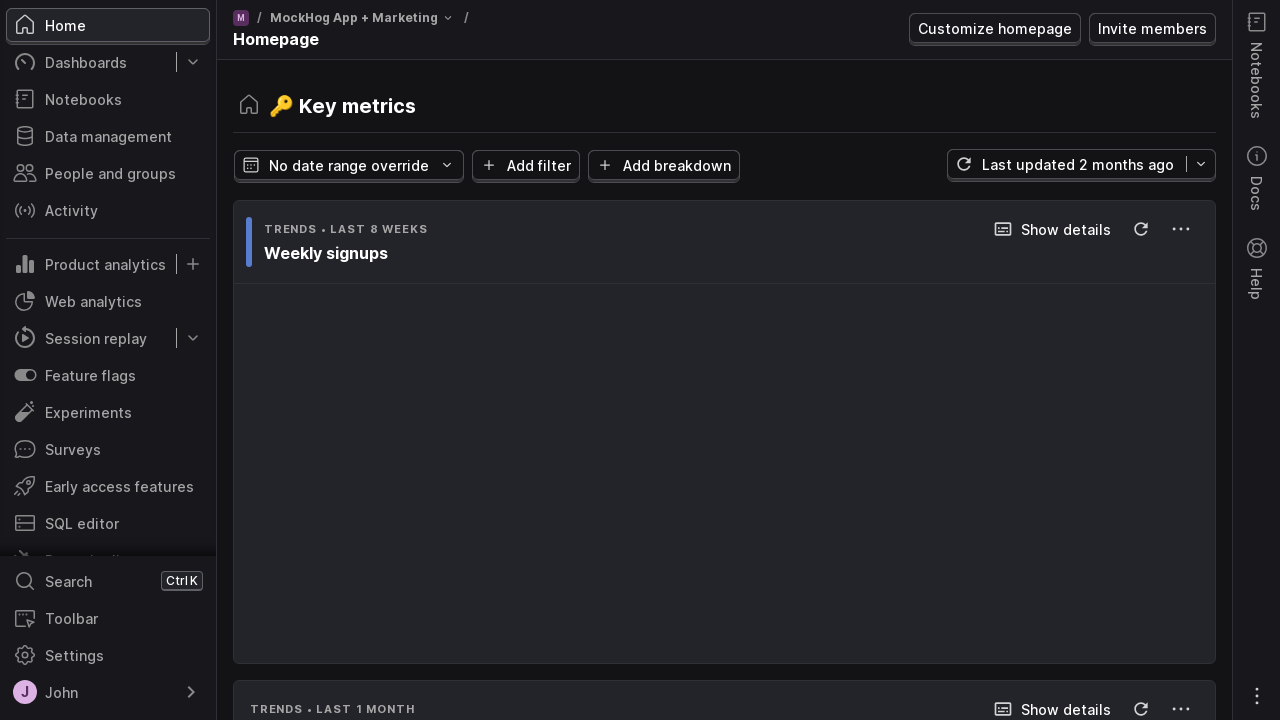 Home
Dashboards
Notebooks
Data management
People and groups
Activity
Product analytics
Web analytics
Session replay
Feature flags
Experiments
Surveys
Early access features
SQL editor
Search Ctrl K
Toolbar
Settings
J John
M / MockHog App + Marketing /
Homepage
Customize homepage
Invite members
🔑 Key metrics
No date range override
Add filter
Add breakdown
Last updated 2 months ago
TRENDS • LAST 8 WEEKS
Show details
Weekly signups
TRENDS • LAST 1 MONTH
Show details
Notebooks
Docs
Help